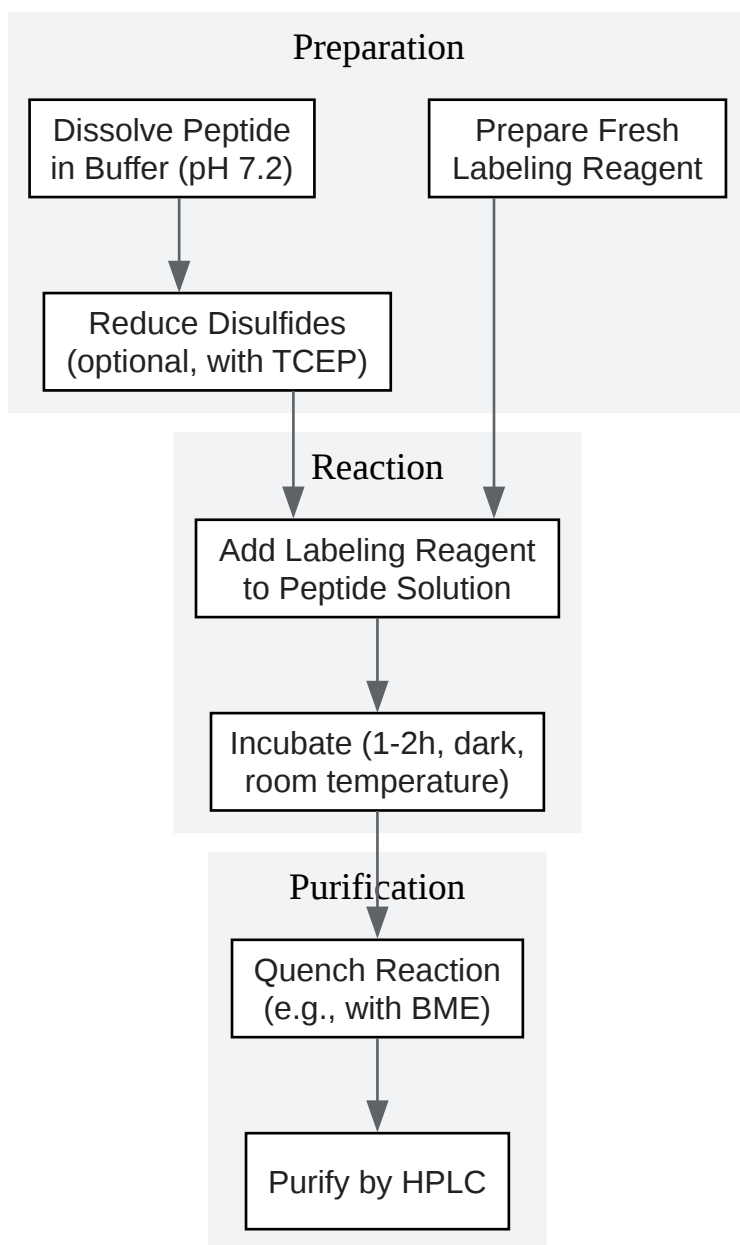 Preparation
Dissolve Peptide
in Buffer (pH 7.2)
Prepare Fresh
Labeling Reagent
Reduce Disulfides
(optional, with TCEP)
Reaction
Add Labeling Reagent
to Peptide Solution
Incubate (1-2h, dark,
room temperature)
Purification
Quench Reaction
(e.g., with BME)
Purify by HPLC